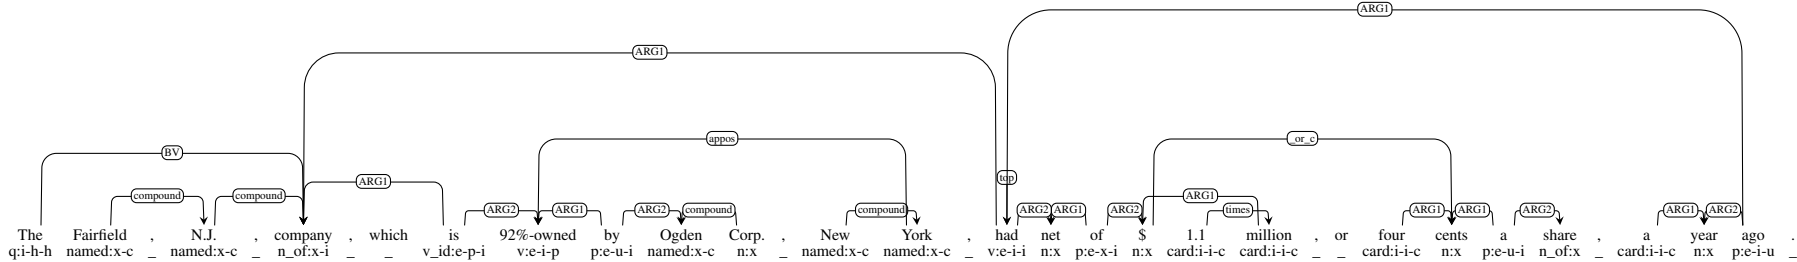 ARG1
ARG1
appos _or_c
BV
top
ARG1
compound compound ARG1 times
ARG2 ARG1 ARG2 compound compound ARG2 ARG1 ARG2 ARG1 ARG1 ARG2 ARG1 ARG2
The Fairfield , N.J. , company , which is 92%-owned by Ogden Corp. , New York , had net of $ 1.1 million , or four cents a share , a year ago .
q:i-h-h named:x-c _ named:x-c _ n_of:x-i _ _ v_id:e-p-i v:e-i-p p:e-u-i named:x-c n:x _ named:x-c named:x-c _ v:e-i-i n:x p:e-x-i n:x card:i-i-c card:i-i-c _ _ card:i-i-c n:x p:e-u-i n_of:x _ card:i-i-c n:x p:e-i-u _